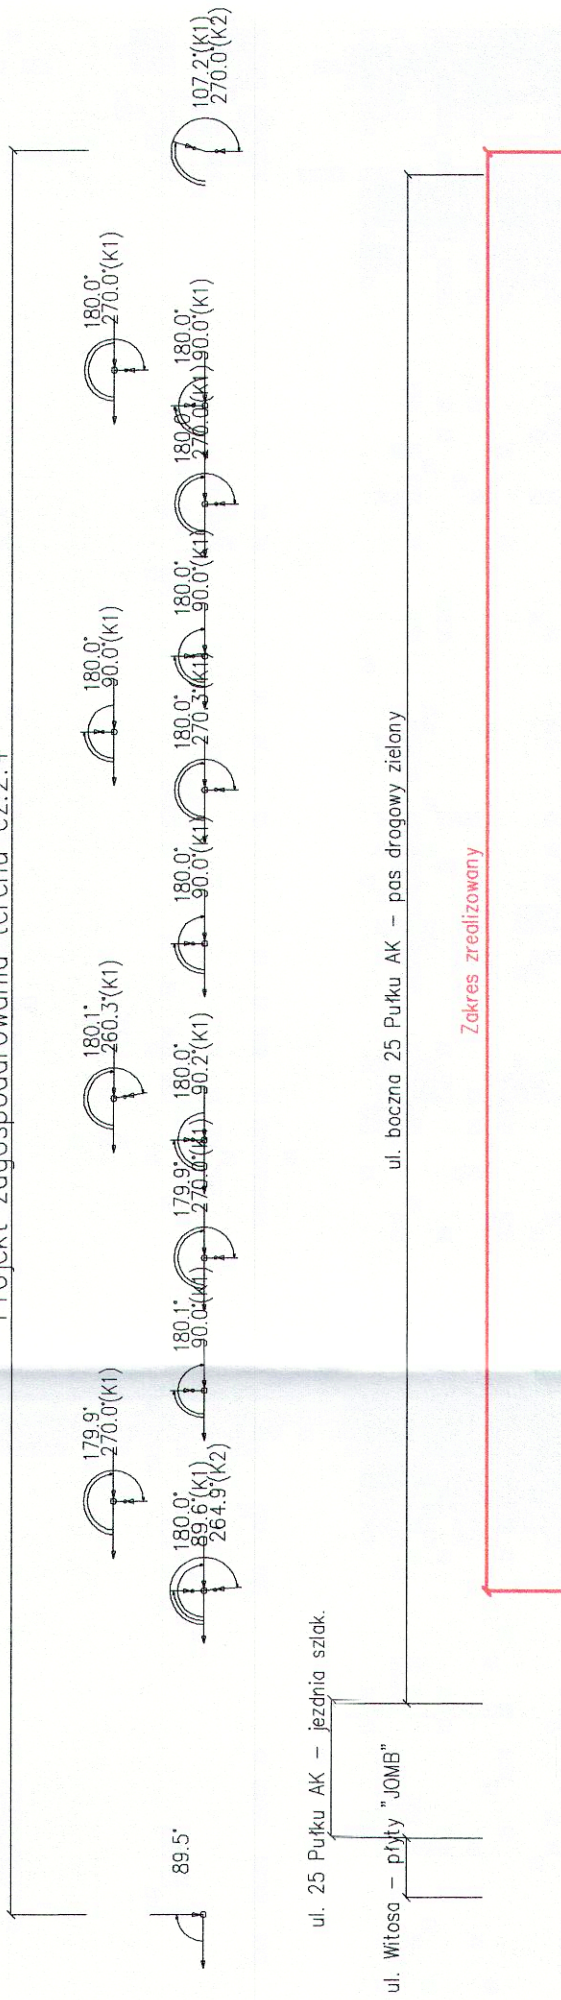 Projekt zagospodarowania terenu cz.2.1
179.9°
270.0°(K1)
180.1°
260.3°(K1)
180.0°
90.0°(K1)
180.0°
270.0°(K1)
89.5°
180.0°
89.6°(K1)
264.9°(K2)
180.1°
90.0°(K1)
179.9°
270.0°(K1)
180.0°
90.2°(K1)
180.0°
90.0°(K1)
180.0°
270.3°(K1)
180.0°
90.0°(K1)
180.0°
270.0°(K1)
180.0°
90.0°(K1)
107.2°(K1)
270.0°(K2)
ul. 25 Pułku AK – jezdnia szlak.
ul. Witosa – płyty "JOMB"
ul. boczna 25 Pułku AK – pas drogowy zielony
Zakres zrealizowany